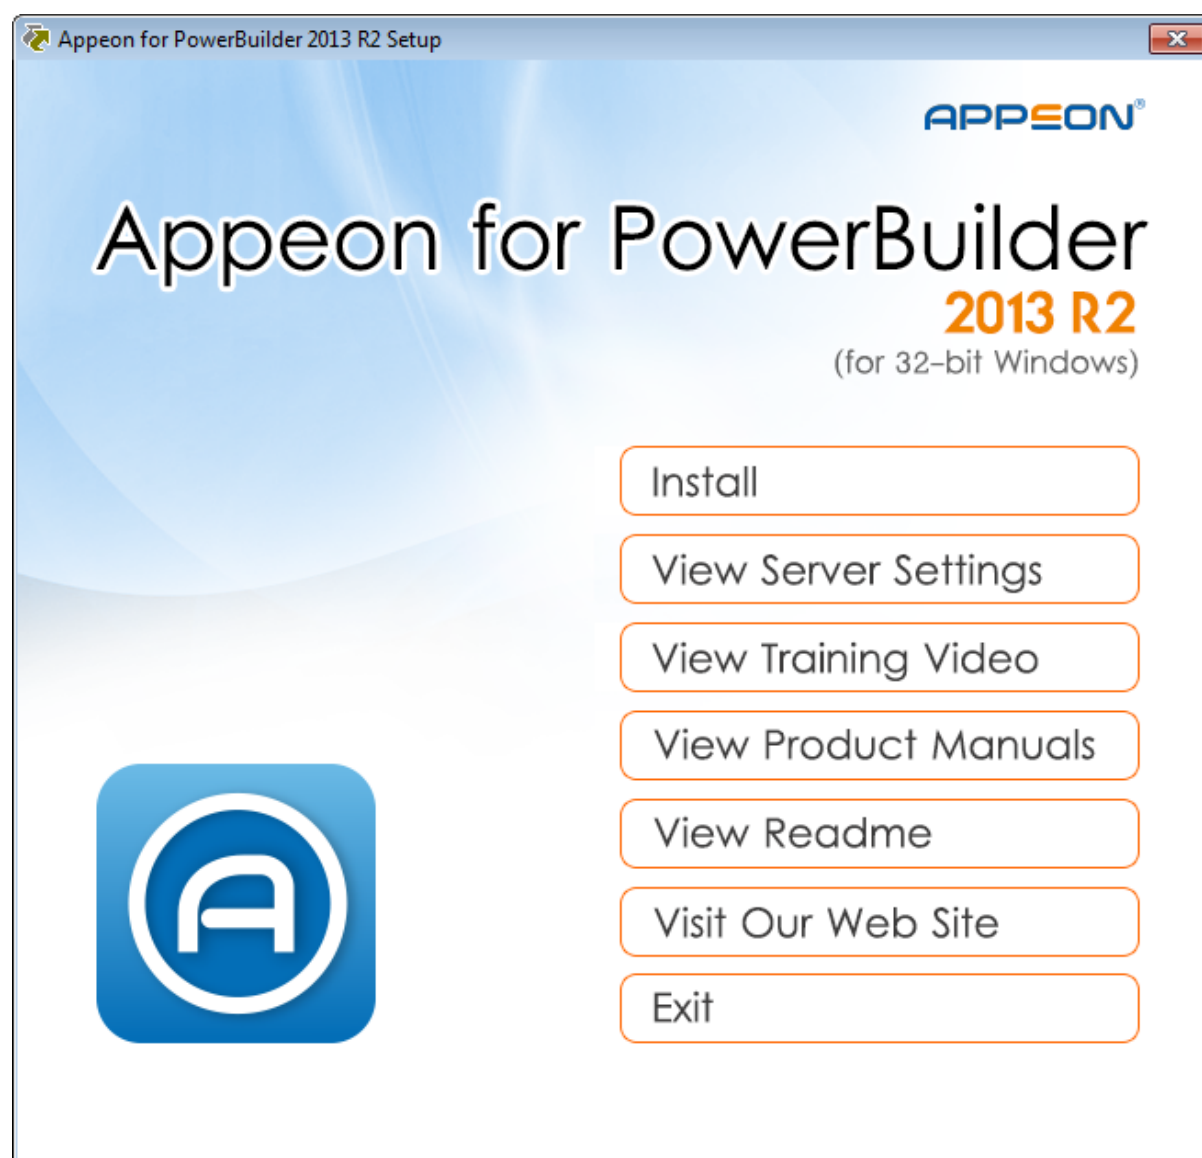 Appeon for PowerBuilder 2013 R2 Setup
APPEON®
Appeon for PowerBuilder
2013 R2
(for 32-bit Windows)
Install
View Server Settings
View Training Video
View Product Manuals
View Readme
Visit Our Web Site
Exit